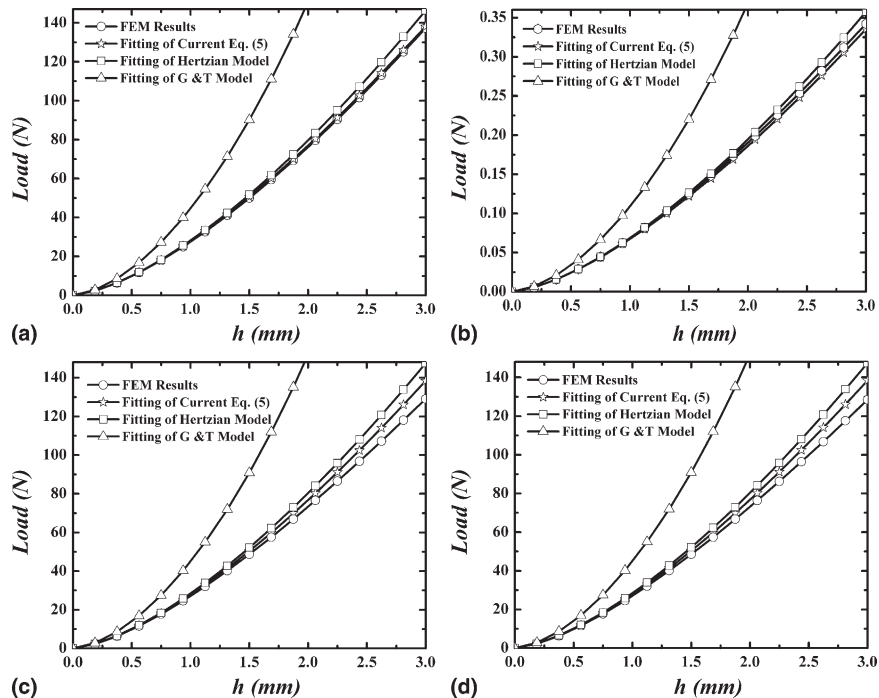 140
120
100
80
60
40
20
0
Load (N)
FEM Results
Fitting of Current Eq. (5)
Fitting of Hertzian Model
Fitting of G &T Model
0.0 0.5 1.0 1.5 2.0 2.5 3.0
(a) h (mm)
0.35
0.30
0.25
0.20
0.15
0.10
0.05
0.00
Load (N)
FEM Results
Fitting of Current Eq. (5)
Fitting of Hertzian Model
Fitting of G &T Model
0.0 0.5 1.0 1.5 2.0 2.5 3.0
(b) h (mm)
140
120
100
80
60
40
20
0
Load (N)
FEM Results
Fitting of Current Eq. (5)
Fitting of Hertzian Model
Fitting of G &T Model
0.0 0.5 1.0 1.5 2.0 2.5 3.0
(c) h (mm)
140
120
100
80
60
40
20
0
Load (N)
FEM Results
Fitting of Current Eq. (5)
Fitting of Hertzian Model
Fitting of G &T Model
0.0 0.5 1.0 1.5 2.0 2.5 3.0
(d) h (mm)